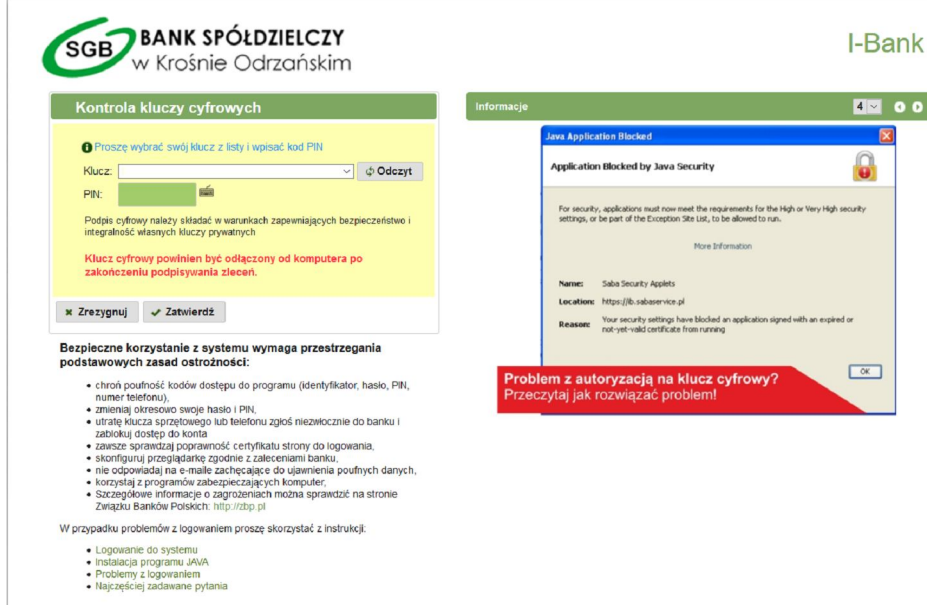 SGB BANK SPÓŁDZIELCZY
w Krośnie Odrzańskim
I-Bank
Kontrola kluczy cyfrowych
Proszę wybrać swój klucz z listy i wpisać kod PIN
Klucz:
Odczyt
PIN:
Podpis cyfrowy należy składać w warunkach zapewniających bezpieczeństwo i
integralność własnych kluczy prywatnych
Klucz cyfrowy powinien być odłączony od komputera po
zakończeniu podpisywania zleceń.
Zrezygnuj
Zatwierdź
Bezpieczne korzystanie z systemu wymaga przestrzegania
podstawowych zasad ostrożności:
• chroń poufność kodów dostępu do programu (identyfikator, hasło, PIN,
numer telefonu),
• zmieniaj okresowo swoje hasło i PIN,
• utratę klucza sprzętowego lub telefonu zgłoś niezwłocznie do banku i
zablokuj dostęp do konta
• zawsze sprawdzaj poprawność certyfikatu strony do logowania,
• skonfiguruj przeglądarkę zgodnie z zaleceniami banku,
• nie odpowiadaj na e-maile zachęcające do ujawnienia poufnych danych,
• korzystaj z programów zabezpieczających komputer,
• Szczegółowe informacje o zagrożeniach można sprawdzić na stronie
Związku Banków Polskich: http://zbp.pl
W przypadku problemów z logowaniem proszę skorzystać z instrukcji:
• Logowanie do systemu
• Instalacja programu JAVA
• Problemy z logowaniem
• Najczęściej zadawane pytania
Informacje
4
Java Application Blocked
Application Blocked by Java Security
For security, applications must now meet the requirements for the High or Very High security
settings, or be part of the Exception Site List, to be allowed to run.
More Information
Name: Saba Security Applets
Location: https://ib.sabaservice.pl
Reason: Your security settings have blocked an application signed with an expired or
not-yet-valid certificate from running
OK
Problem z autoryzacją na klucz cyfrowy?
Przeczytaj jak rozwiązać problem!